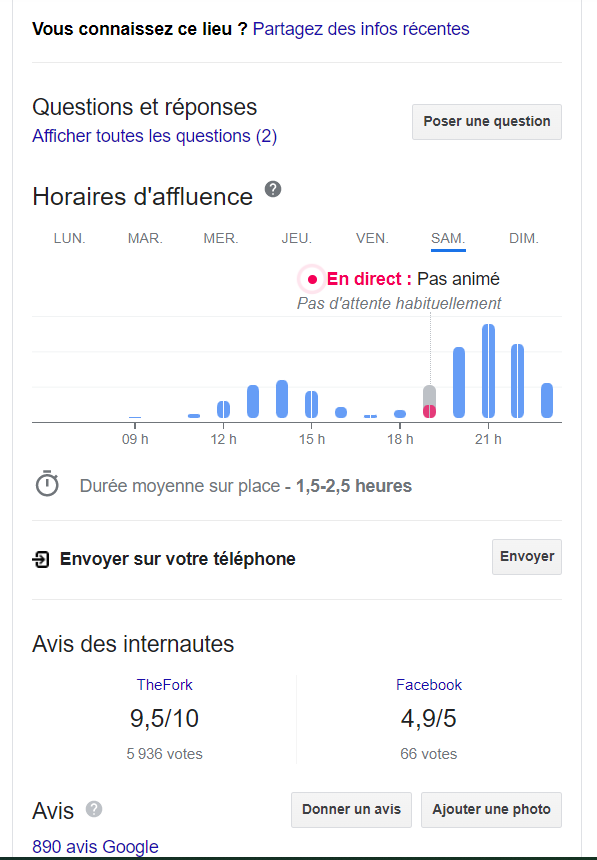 Vous connaissez ce lieu ? Partagez des infos récentes
Questions et réponses
Afficher toutes les questions (2)
Poser une question
Horaires d'affluence ?
LUN. MAR. MER. JEU. VEN. SAM. DIM.
En direct : Pas animé
Pas d'attente habituellement
09 h 12 h 15 h 18 h 21 h
Durée moyenne sur place - 1,5-2,5 heures
Envoyer sur votre téléphone
Envoyer
Avis des internautes
TheFork Facebook
9,5/10 4,9/5
5 936 votes 66 votes
Avis ? Donner un avis Ajouter une photo
890 avis Google